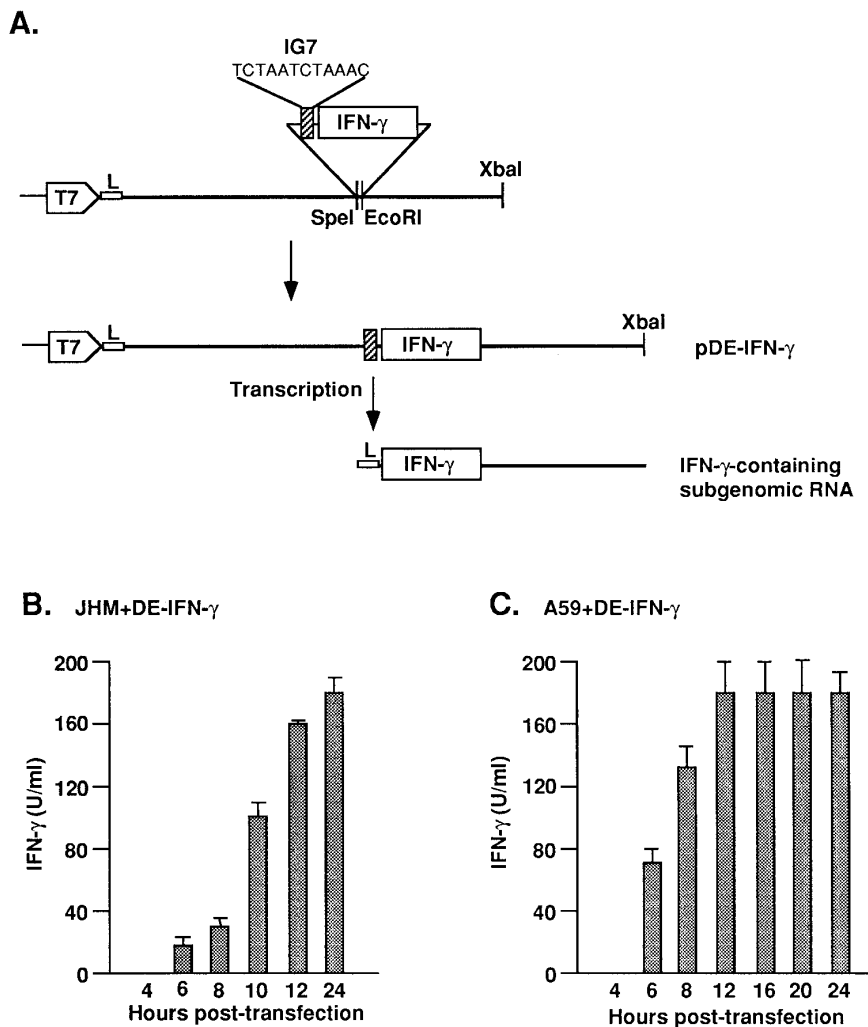 A.
IG7
TCTAATCTAAAC
IFN-γ
XbaI
L
T7
SpeI EcoRI
XbaI
L
T7
IFN-γ
pDE-IFN-γ
Transcription
L
IFN-γ
IFN-γ-containing
subgenomic RNA
B. JHM+DE-IFN-γ
200
160
120
80
40
0
IFN-γ (U/ml)
4 6 8 10 12 24
Hours post-transfection
C. A59+DE-IFN-γ
200
160
120
80
40
0
IFN-γ (U/ml)
4 6 8 12 16 20 24
Hours post-transfection